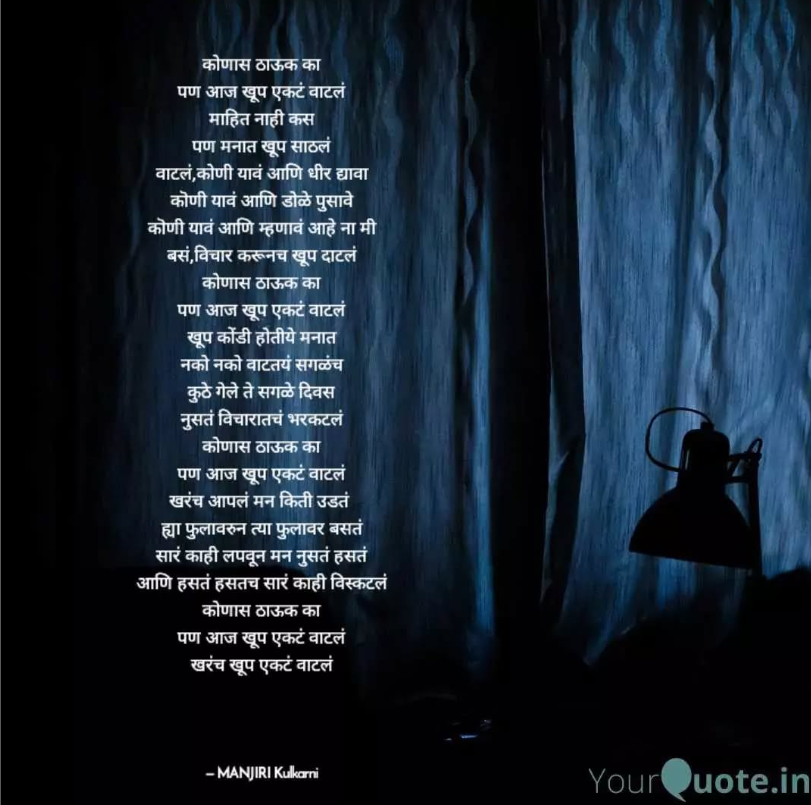 कोणास ठाऊक का
पण आज खूप एकटं वाटलं
माहित नाही कस
पण मनात खूप साठलं
वाटलं,कोणी यावं आणि धीर द्यावा
कोणी यावं आणि डोळे पुसावे
कोणी यावं आणि म्हणावं आहे ना मी
बसं,विचार करूनच खूप दाटलं
कोणास ठाऊक का
पण आज खूप एकटं वाटलं
खूप कोंडी होतीये मनात
नको नको वाटतयं सगळंच
कुठे गेले ते सगळे दिवस
नुसतं विचारातचं भरकटलं
कोणास ठाऊक का
पण आज खूप एकटं वाटलं
खरंच आपलं मन किती उडतं
ह्या फुलावरुन त्या फुलावर बसतं
सारं काही लपवून मन नुसतं हसतं
आणि हसतं हसतच सारं काही विस्कटलं
कोणास ठाऊक का
पण आज खूप एकटं वाटलं
खरंच खूप एकटं वाटलं
– MANJIRI Kulkarni
YourQuote.in